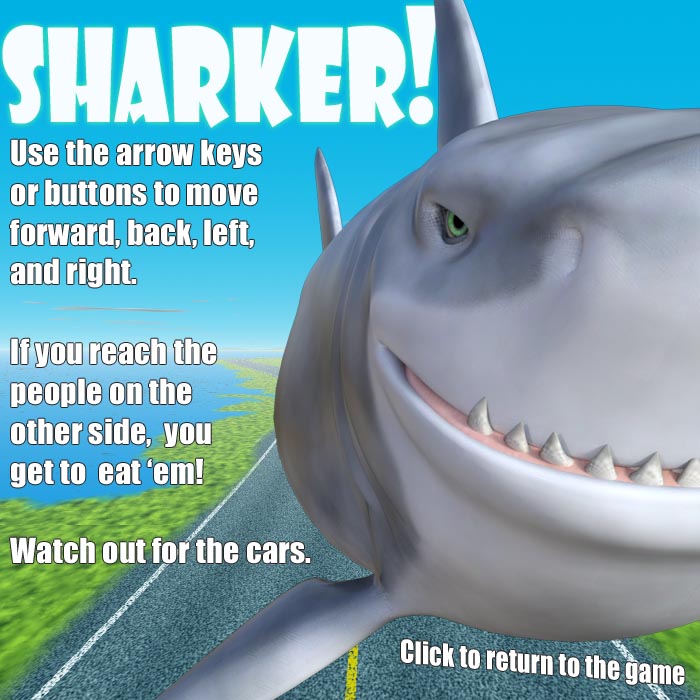 SHARKER!
Use the arrow keys
or buttons to move
forward, back, left,
and right.
If you reach the
people on the
other side, you
get to eat ‘em!
Watch out for the cars.
Click to return to the game